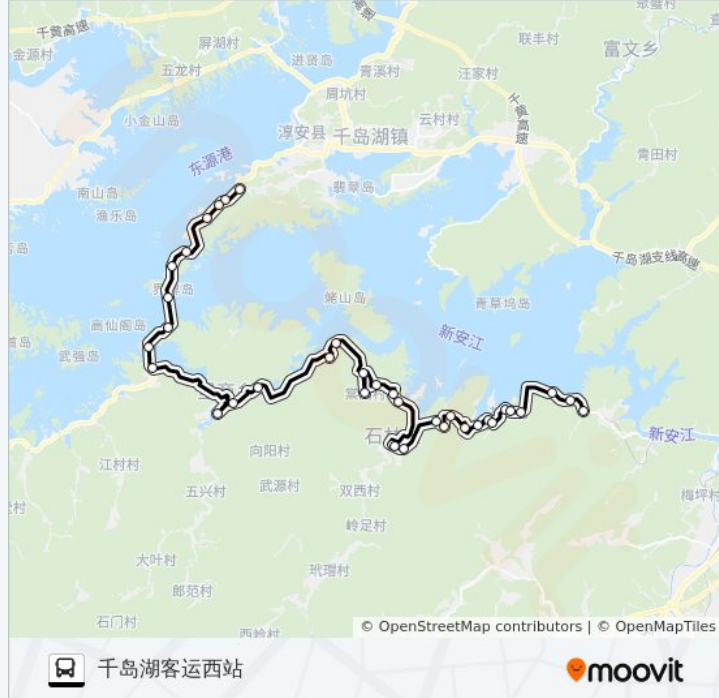 千黄高速
金源村
屏湖村
五龙村
进贤岛
青溪村
联丰村
汪家村
富文乡
周坑村
小金山岛
淳安县
千岛湖镇
云村村
千黄高速
东源港
青田村
南山岛
渔乐岛
翡翠岛
千岛湖支线高速
姥山岛
青草坞岛
高仙阁岛
新安江
武强岛
新安江
向阳村
江村村
五兴村
武源村
双西村
梅坪村
岭足村
大叶村
玳瑁村
郎范村
石门村
西岭村
© OpenStreetMap contributors | © OpenMapTiles
千岛湖客运西站
moovit